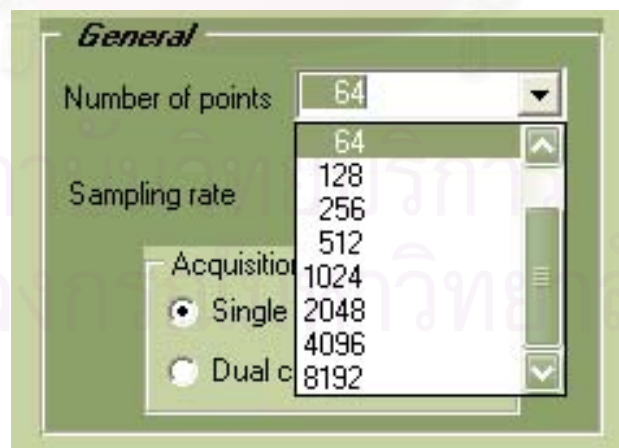 General
Number of points 64
64
128
Sampling rate
256
512
Acquisition
1024
Single 2048
4096
Dual c 8192